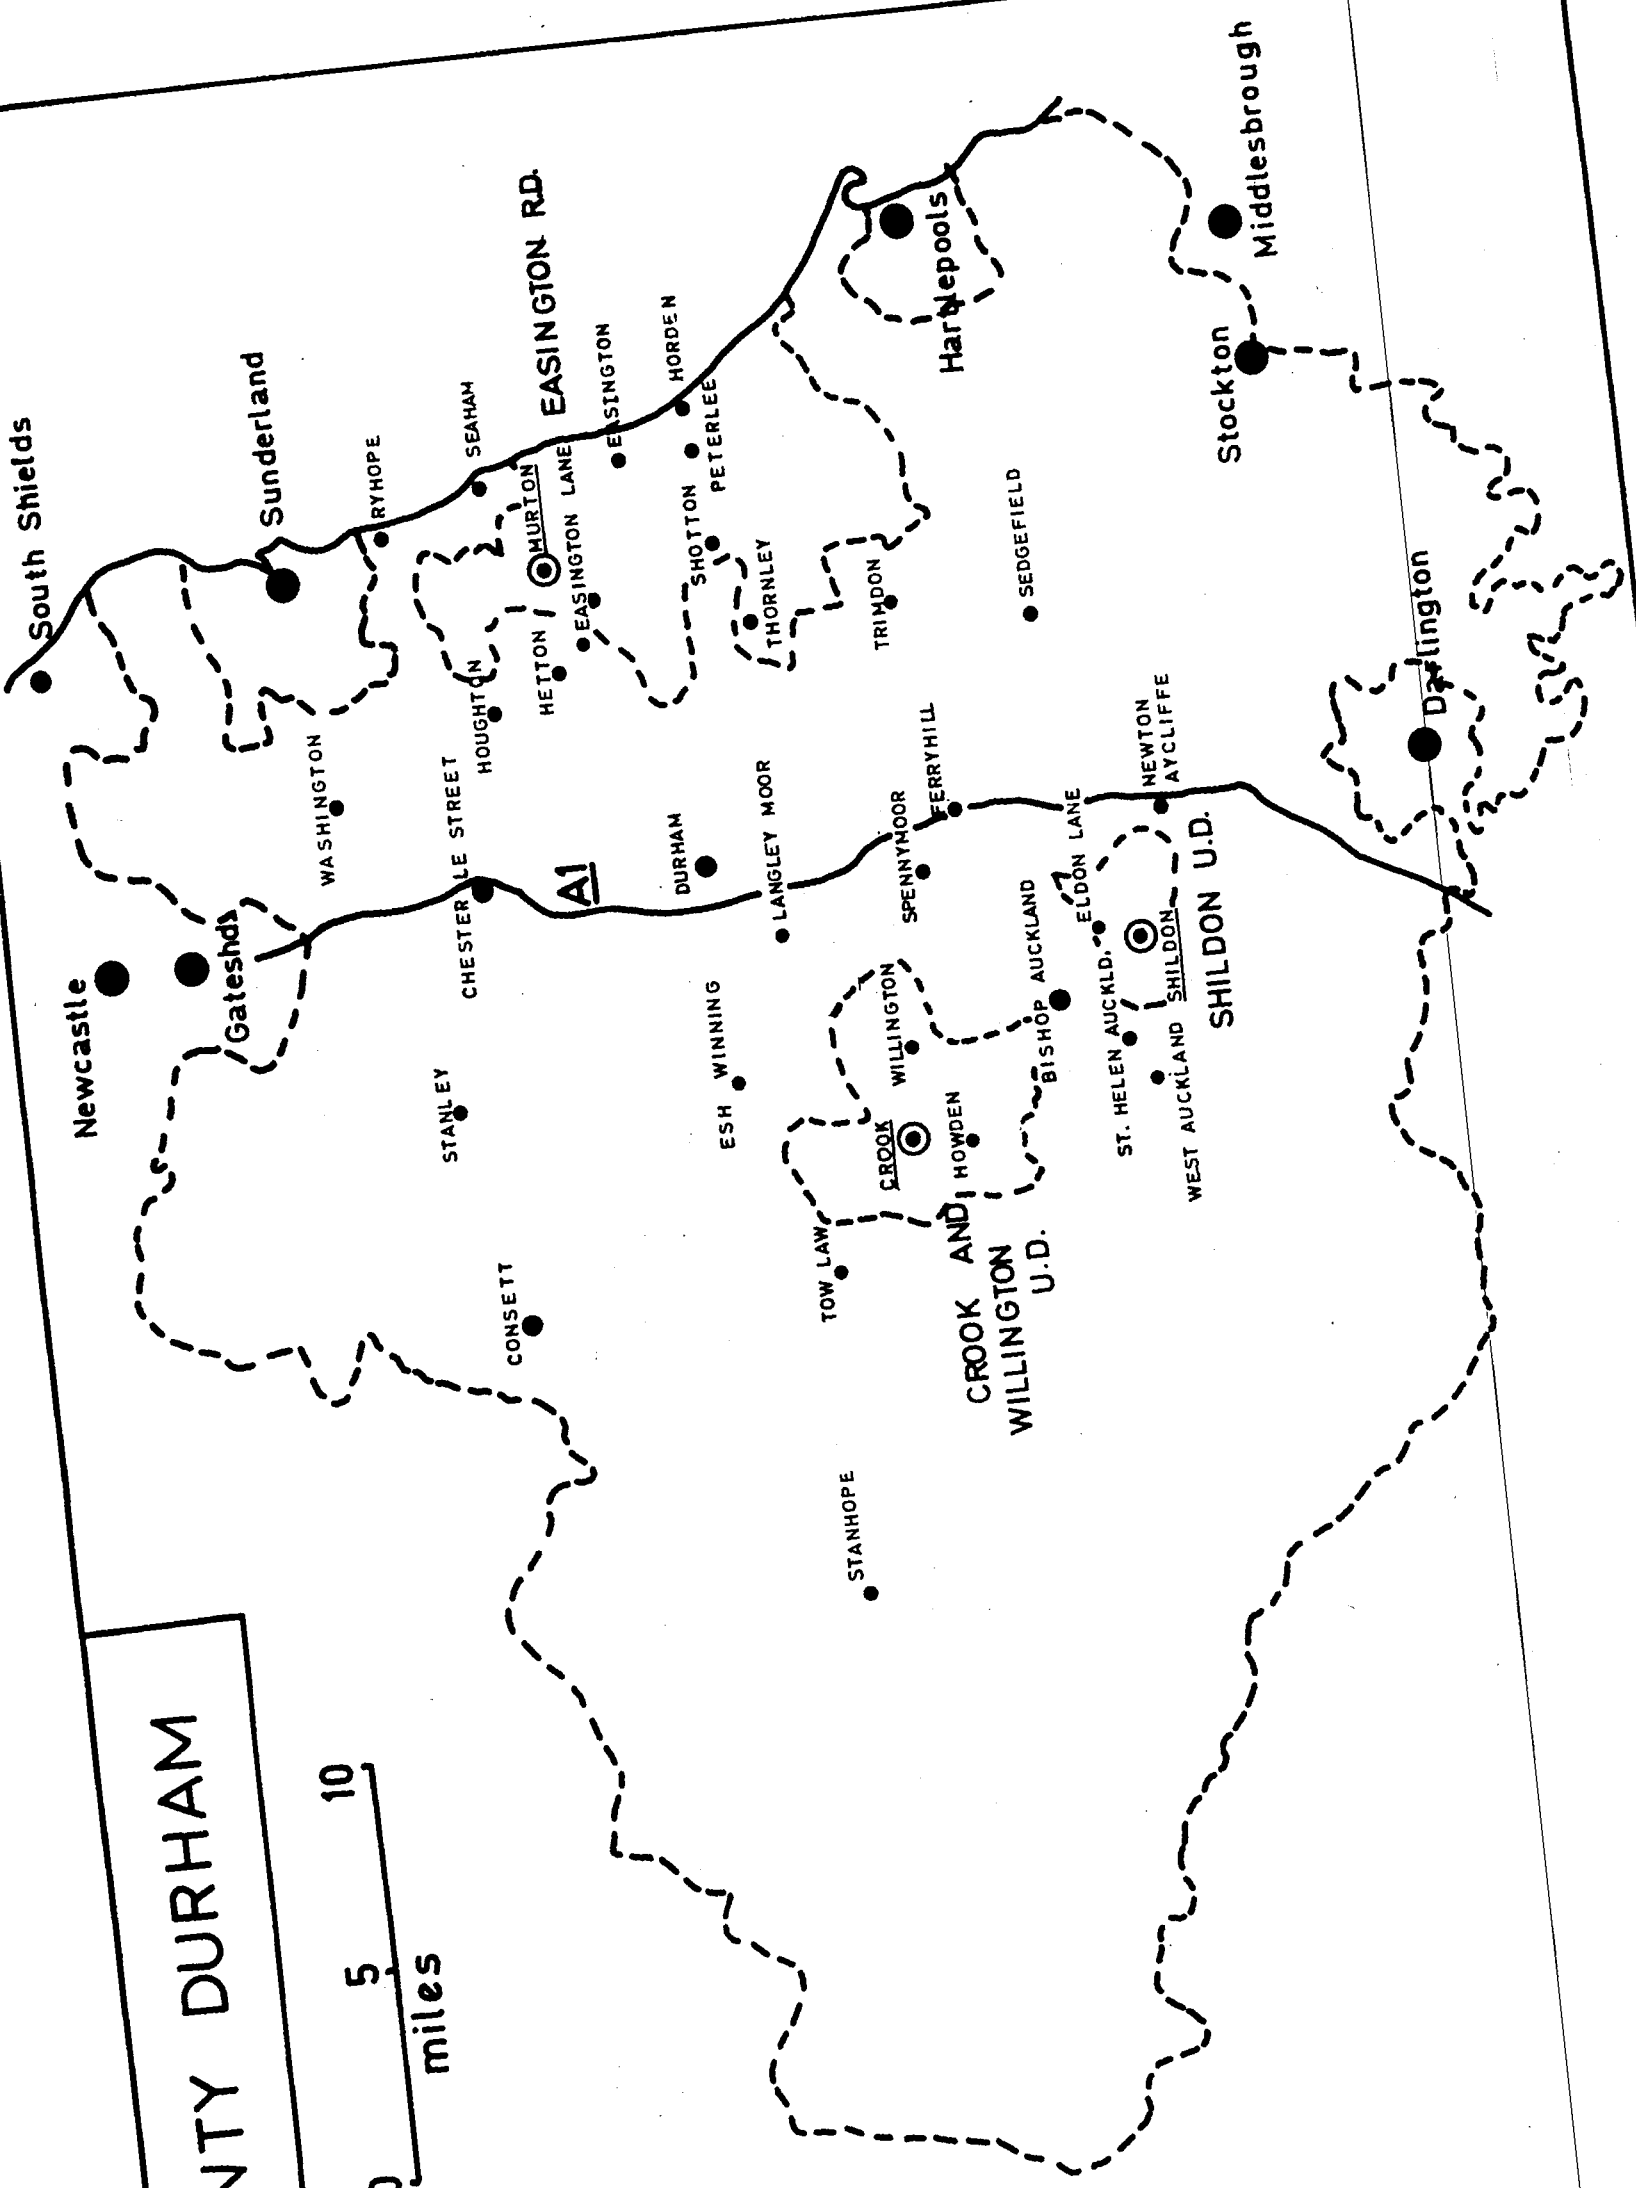 NTY DURHAM
0 5 10
miles
South Shields
Newcastle
Gateshd
Sunderland
RYHOPE
WASHINGTON
SEAHAM
CHESTER LE STREET
HOUGHTON
STANLEY
MURTON
EASINGTON R.D.
HETTON
EASINGTON LANE
A1
CONSETT
EASINGTON
HORDEN
PETERLEE
SHOTTON
THORNLEY
DURHAM
ESH WINNING
LANGLEY MOOR
TOW LAW
STANHOPE
TRIMDON
Hartlepools
CROOK
WILLINGTON
SPENNYMOOR
FERRYHILL
HOWDEN
CROOK AND
WILLINGTON
U.D.
SEDGEFIELD
BISHOP AUCKLAND
ELDON LANE
ST. HELEN AUCKLD.
NEWTON
AYCLIFFE
SHILDON
WEST AUCKLAND
SHILDON U.D.
Stockton
Middlesbrough
Darlington